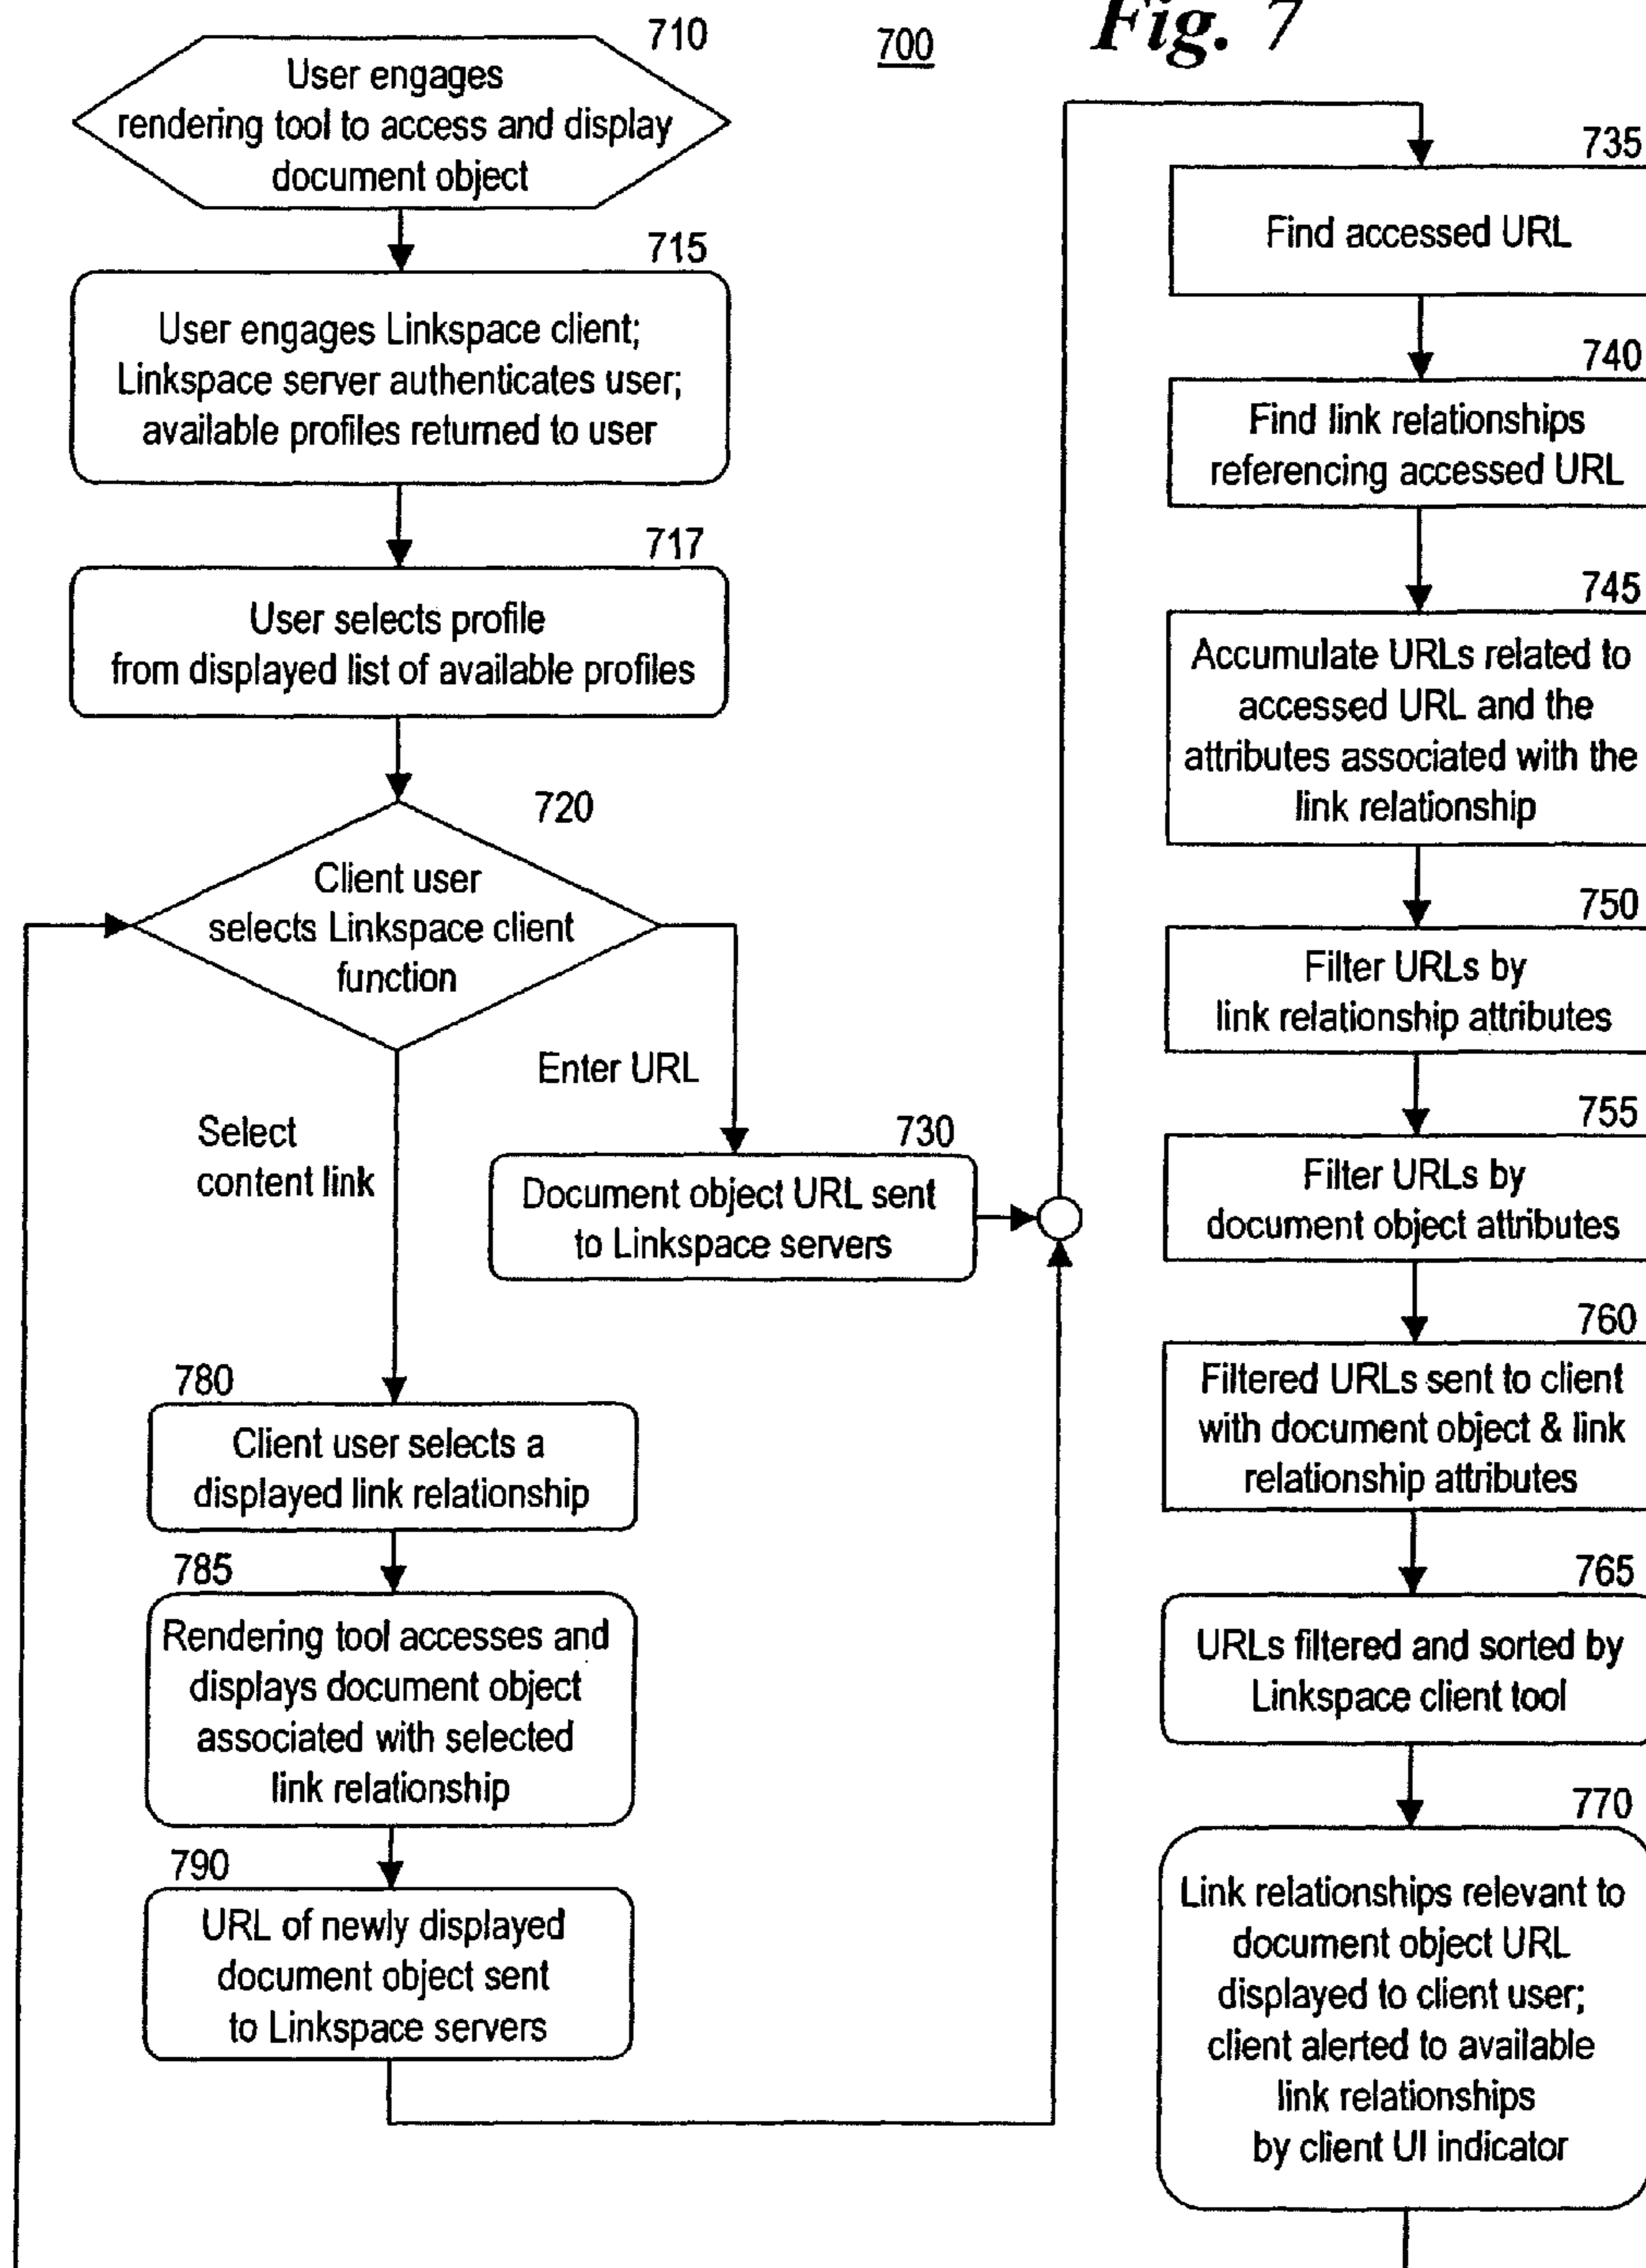 Fig. 7
700
710
User engages
rendering tool to access and display
document object
715
User engages Linkspace client;
Linkspace server authenticates user;
available profiles returned to user
717
User selects profile
from displayed list of available profiles
720
Client user
selects Linkspace client
function
Enter URL
Select
content link
730
Document object URL sent
to Linkspace servers
780
Client user selects a
displayed link relationship
785
Rendering tool accesses and
displays document object
associated with selected
link relationship
790
URL of newly displayed
document object sent
to Linkspace servers
735
Find accessed URL
740
Find link relationships
referencing accessed URL
745
Accumulate URLs related to
accessed URL and the
attributes associated with the
link relationship
750
Filter URLs by
link relationship attributes
755
Filter URLs by
document object attributes
760
Filtered URLs sent to client
with document object & link
relationship attributes
765
URLs filtered and sorted by
Linkspace client tool
770
Link relationships relevant to
document object URL
displayed to client user;
client alerted to available
link relationships
by client UI indicator